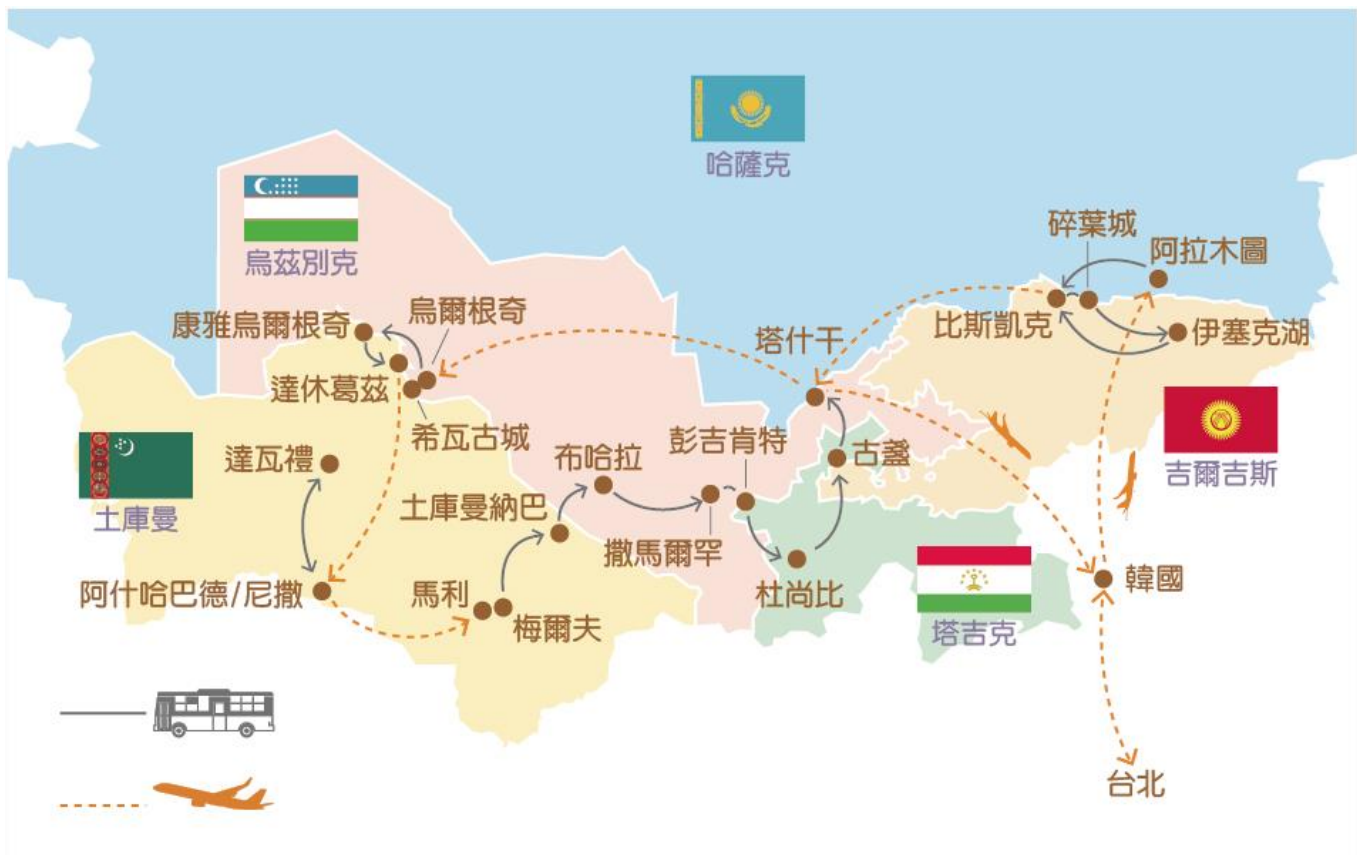 哈薩克
烏茲別克
碎葉城
阿拉木圖
康雅烏爾根奇
烏爾根奇
塔什干
比斯凱克
伊塞克湖
達休葛茲
希瓦古城
達瓦禮
布哈拉
彭吉肯特
古盞
吉爾吉斯
土庫曼
土庫曼納巴
撒馬爾罕
阿什哈巴德/尼撒
馬利
梅爾夫
杜尚比
塔吉克
韓國
台北